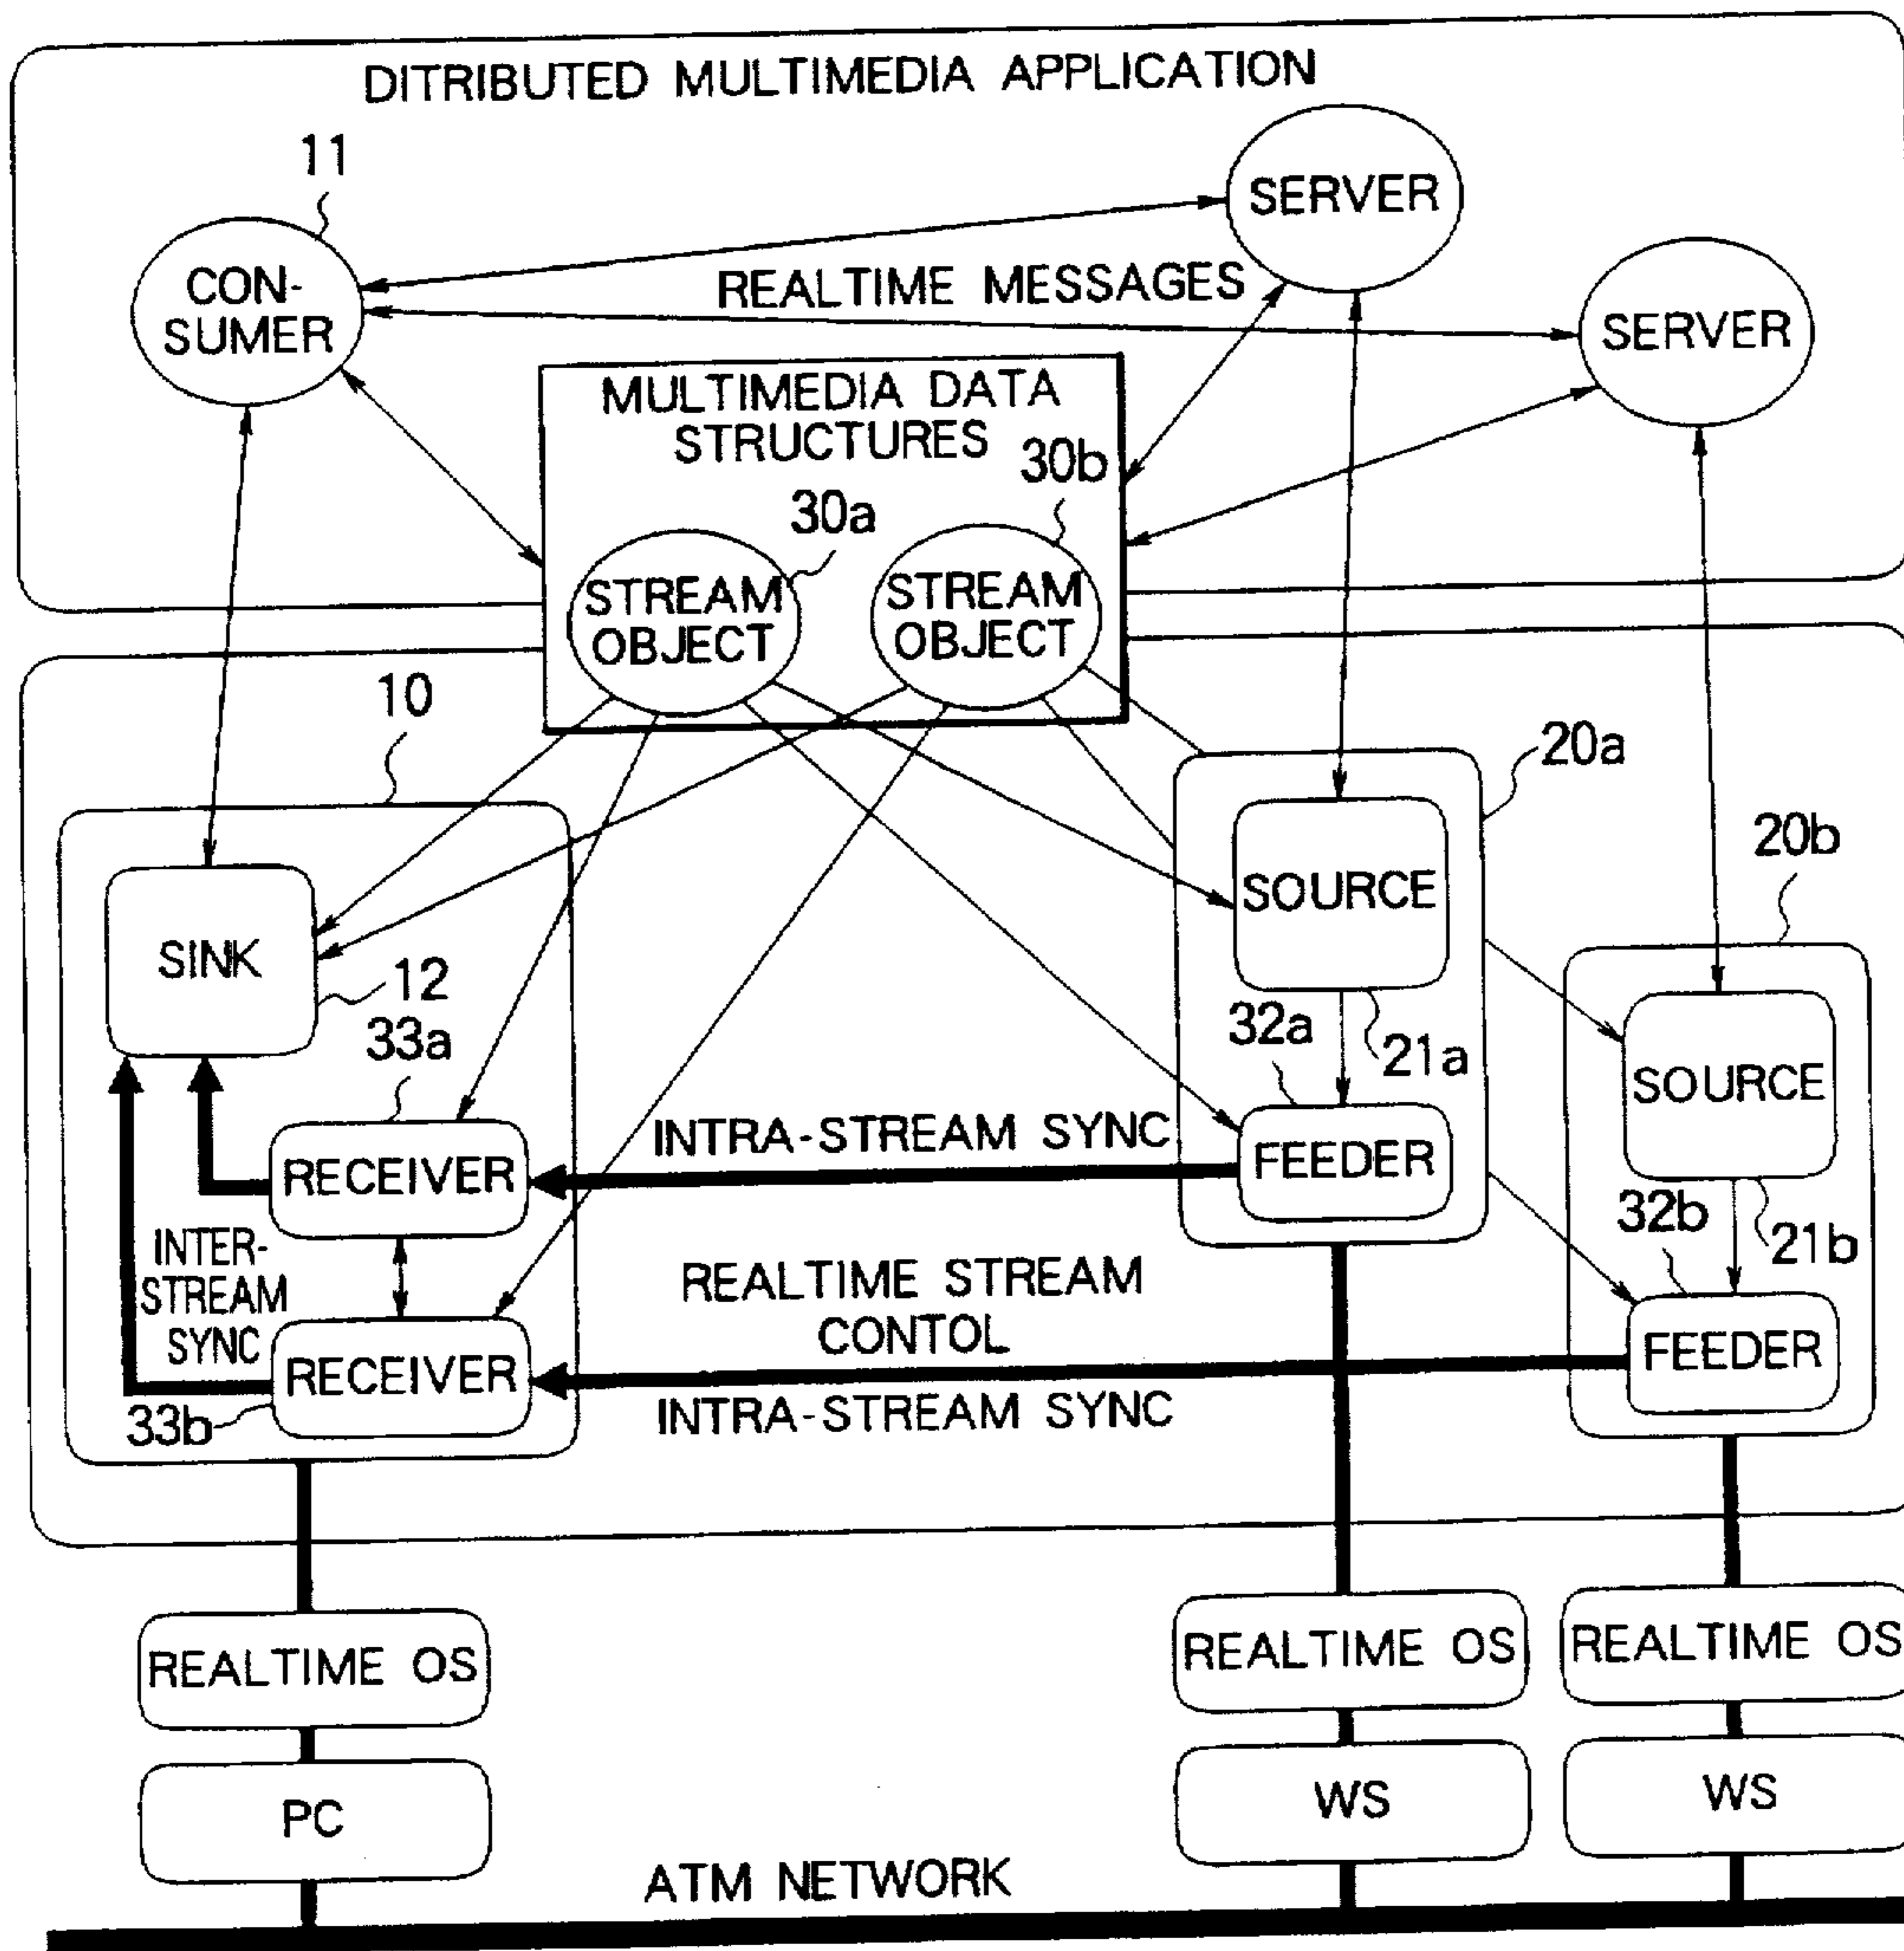 DITRIBUTED MULTIMEDIA APPLICATION
11
CON-
SUMER
SERVER
REALTIME MESSAGES
SERVER
MULTIMEDIA DATA
STRUCTURES
30b
30a
STREAM
OBJECT
STREAM
OBJECT
10
20a
20b
SINK
12
SOURCE
21a
SOURCE
21b
33a
RECEIVER
INTRA-STREAM SYNC
32a
FEEDER
INTER-
STREAM
SYNC
REALTIME STREAM
CONTOL
32b
FEEDER
RECEIVER
33b
INTRA-STREAM SYNC
REALTIME OS
REALTIME OS
REALTIME OS
PC
WS
WS
ATM NETWORK